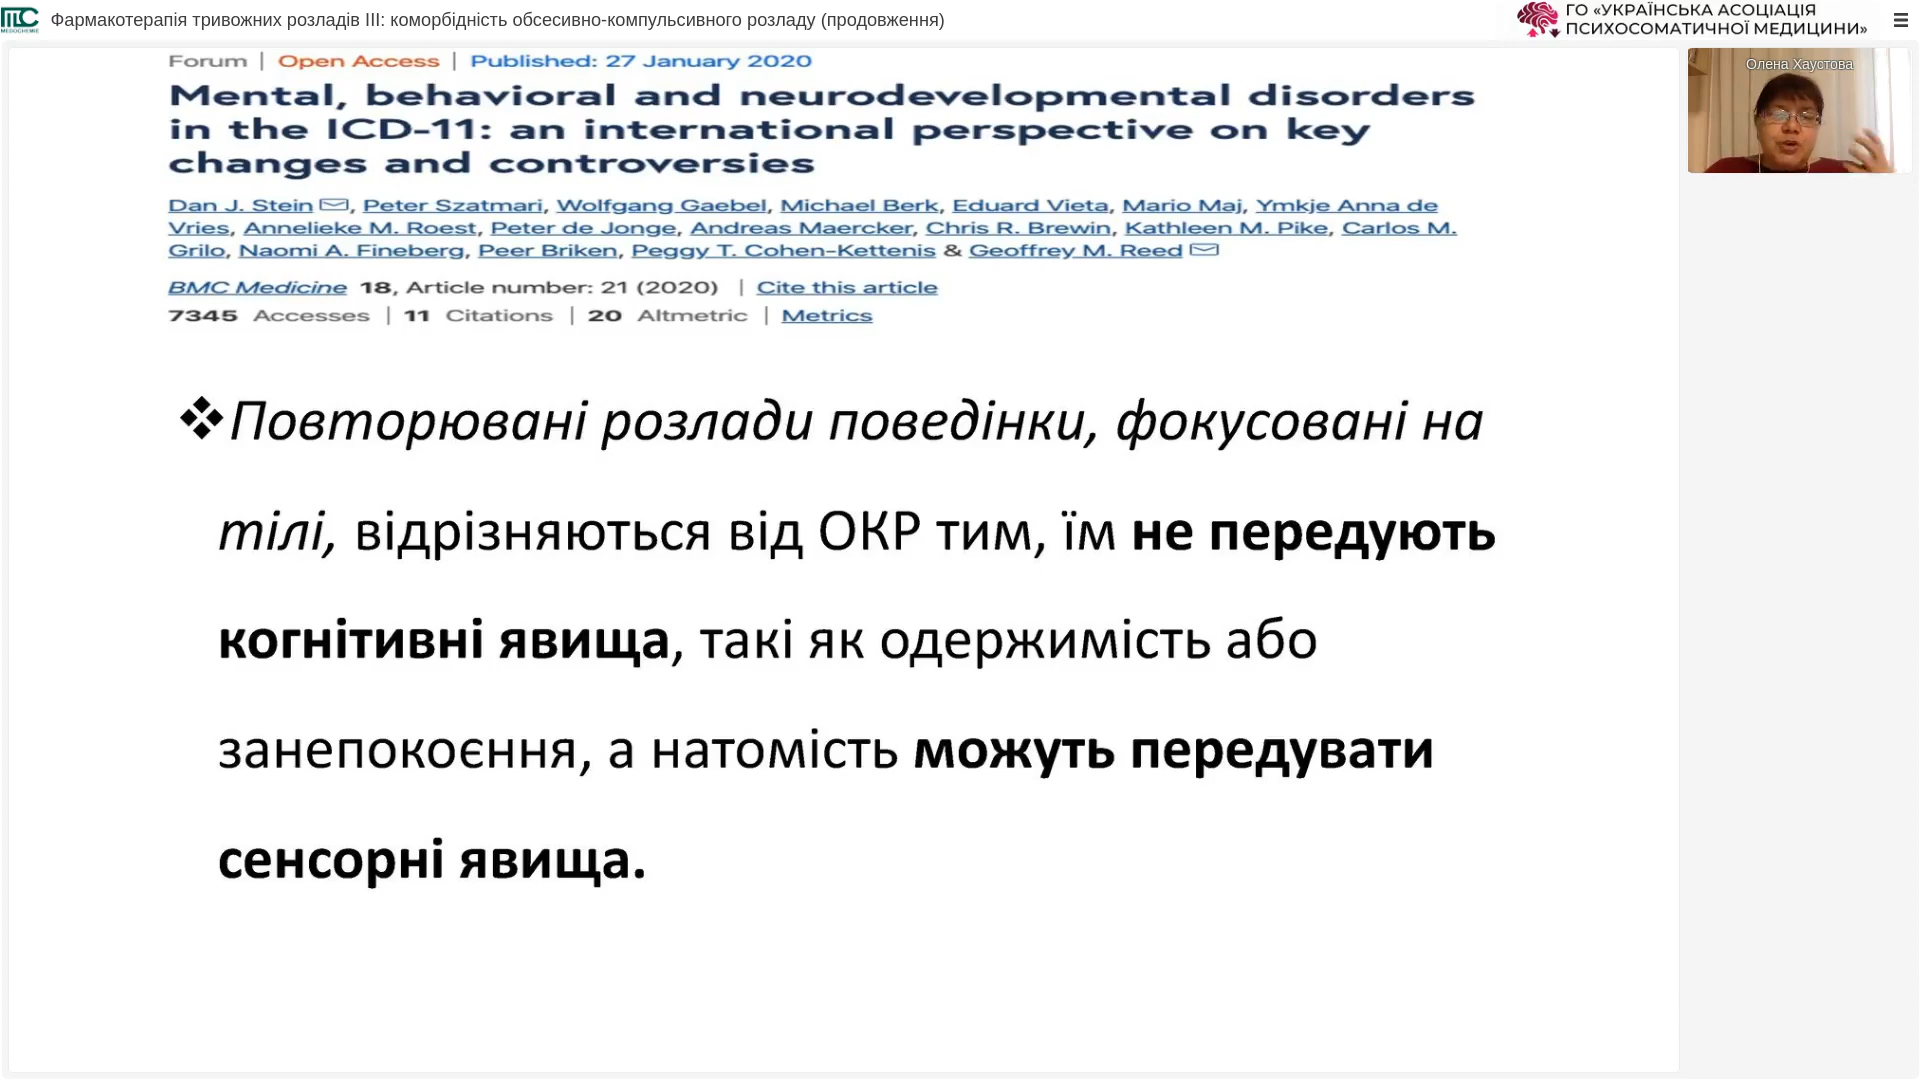 MEDOCHEMIE
Фармакотерапія тривожних розладів III: коморбідність обсесивно-компульсивного розладу (продовження)
ГО «УКРАЇНСЬКА АСОЦІАЦІЯ
ПСИХОСОМАТИЧНОЇ МЕДИЦИНИ»
Олена Хаустова
Forum | Open Access | Published: 27 January 2020
Mental, behavioral and neurodevelopmental disorders
in the ICD-11: an international perspective on key
changes and controversies
Dan J. Stein, Peter Szatmari, Wolfgang Gaebel, Michael Berk, Eduard Vieta, Mario Maj, Ymkje Anna de
Vries, Annelieke M. Roest, Peter de Jonge, Andreas Maercker, Chris R. Brewin, Kathleen M. Pike, Carlos M.
Grilo, Naomi A. Fineberg, Peer Briken, Peggy T. Cohen-Kettenis & Geoffrey M. Reed
BMC Medicine 18, Article number: 21 (2020) | Cite this article
7345 Accesses | 11 Citations | 20 Altmetric | Metrics
❖Повторювані розлади поведінки, фокусовані на
тілі, відрізняються від ОКР тим, їм не передують
когнітивні явища, такі як одержимість або
занепокоєння, а натомість можуть передувати
сенсорні явища.